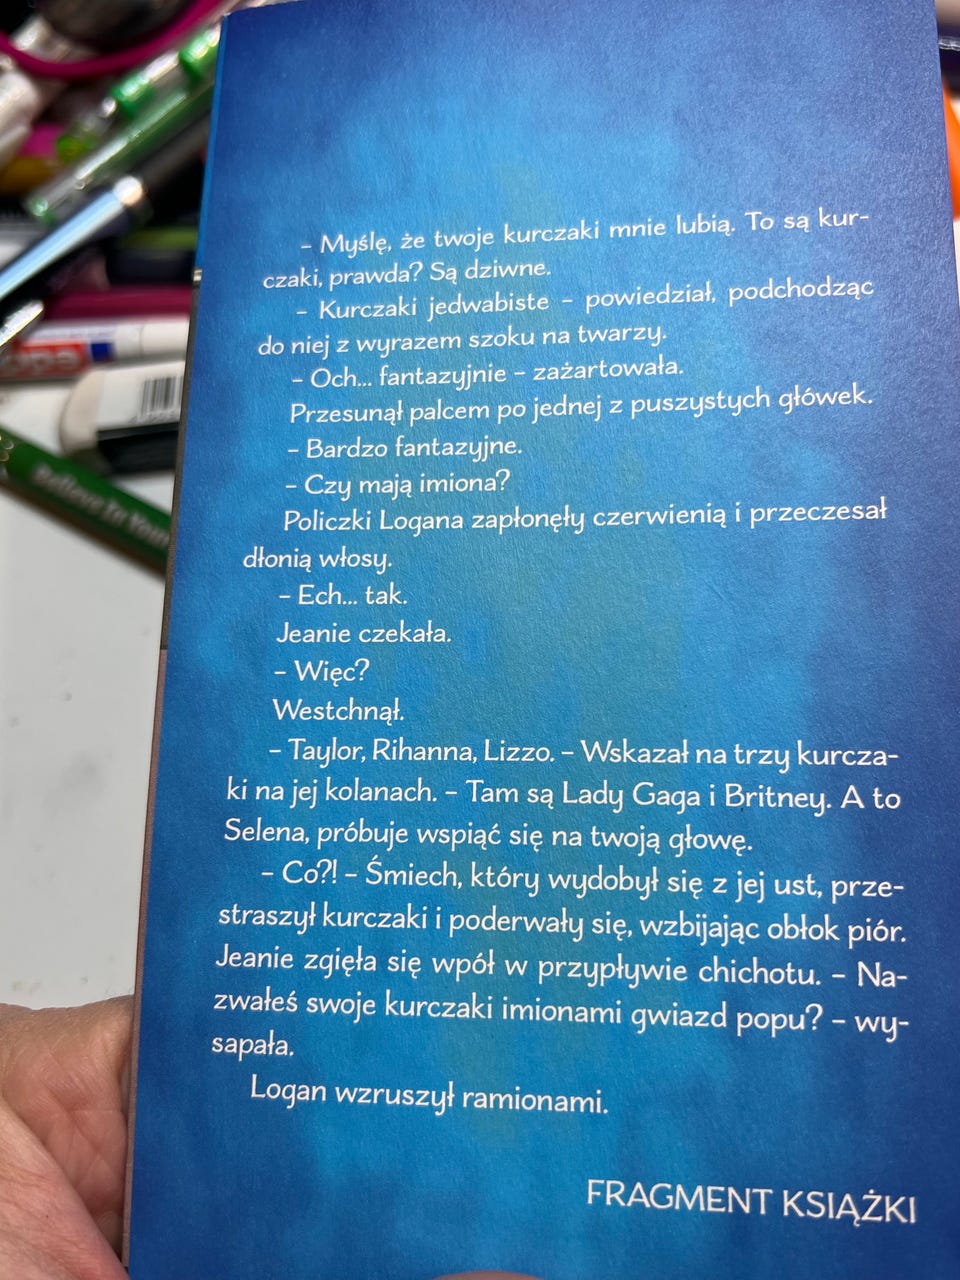 – Myślę, że twoje kurczaki mnie lubią. To są kur-
czaki, prawda? Są dziwne.
– Kurczaki jedwabiste – powiedział, podchodząc
do niej z wyrazem szoku na twarzy.
– Och... fantazyjnie – zażartowała.
Przesunął palcem po jednej z puszystych główek.
– Bardzo fantazyjne.
– Czy mają imiona?
Policzki Logana zapłonęły czerwienią i przeczesał
dłonią włosy.
– Ech... tak.
Jeanie czekała.
– Więc?
Westchnął.
– Taylor, Rihanna, Lizzo. – Wskazał na trzy kurcza-
ki na jej kolanach. – Tam są Lady Gaga i Britney. A to
Selena, próbuje wspiąć się na twoją głowę.
– Co?! – Śmiech, który wydobył się z jej ust, prze-
straszył kurczaki i poderwały się, wzbijając obłok piór.
Jeanie zgięła się wpół w przypływie chichotu. – Na-
zwałeś swoje kurczaki imionami gwiazd popu? – wy-
sapała.
Logan wzruszył ramionami.
FRAGMENT KSIĄŻKI